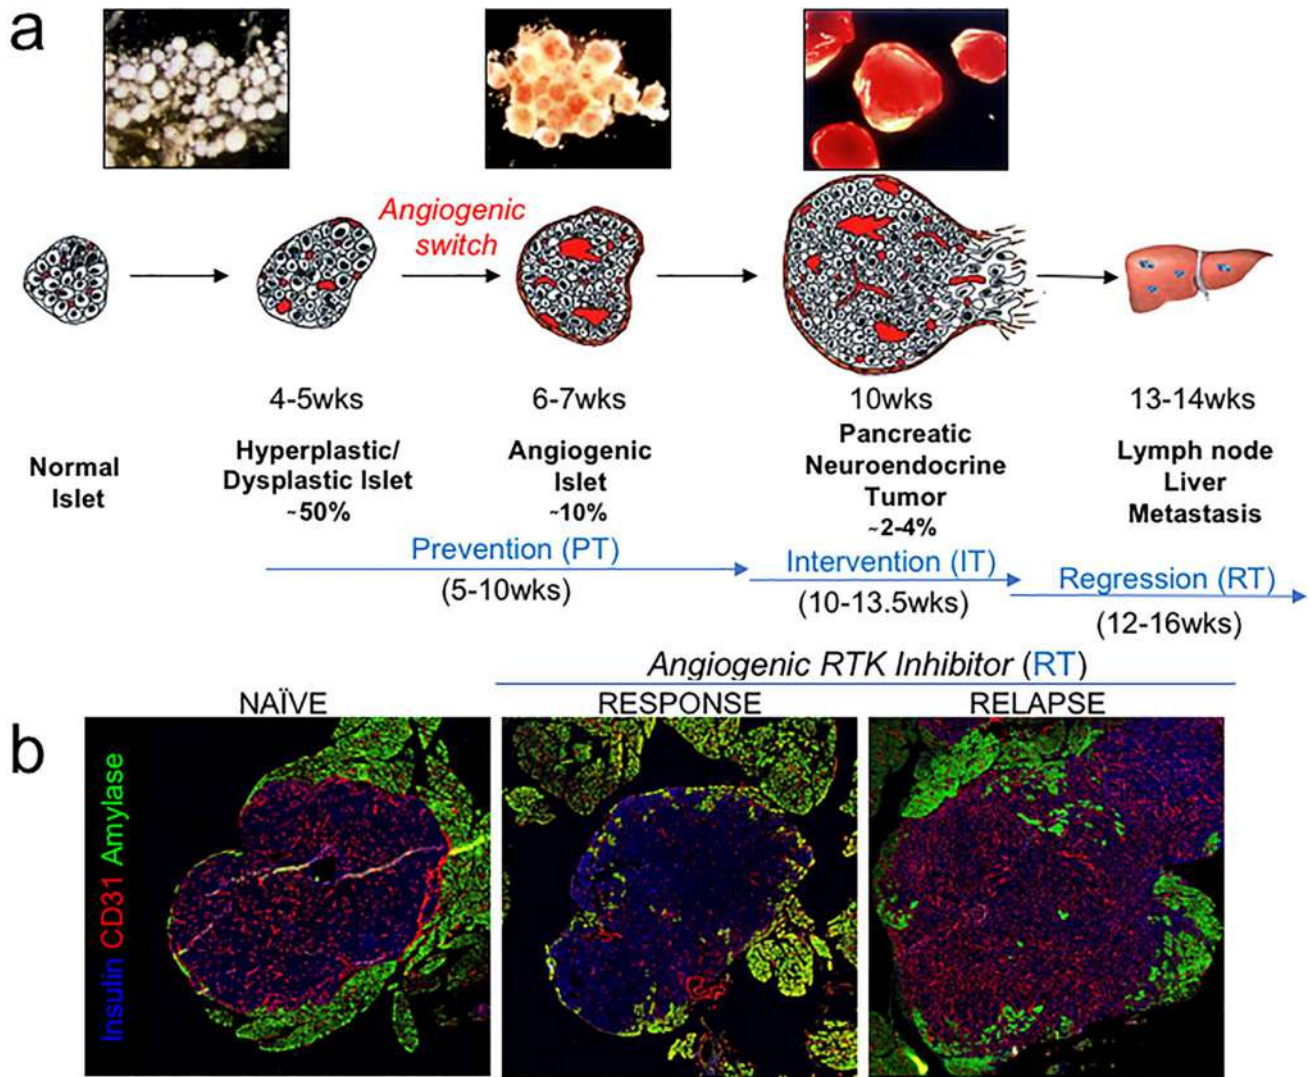 a
Angiogenic
switch
4-5wks
6-7wks
10wks
13-14wks
Normal
Islet
Hyperplastic/
Dysplastic Islet
~50%
Angiogenic
Islet
~10%
Pancreatic
Neuroendocrine
Tumor
~2-4%
Lymph node
Liver
Metastasis
Prevention (PT)
(5-10wks)
Intervention (IT)
(10-13.5wks)
Regression (RT)
(12-16wks)
Angiogenic RTK Inhibitor (RT)
NAÏVE
RESPONSE
RELAPSE
b
Insulin CD31 Amylase